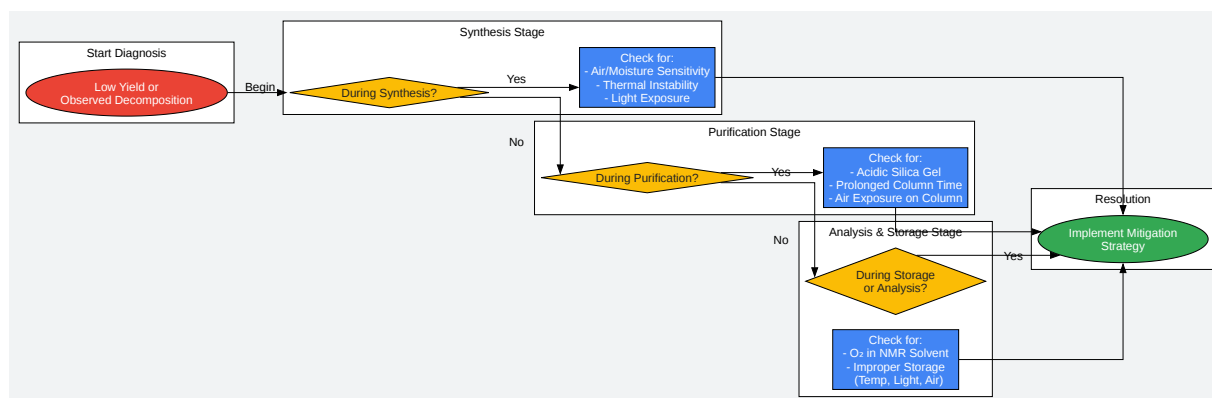 Start Diagnosis
Low Yield or
Observed Decomposition
Begin
Synthesis Stage
During Synthesis?
Yes
Check for:
- Air/Moisture Sensitivity
- Thermal Instability
- Light Exposure
No
Purification Stage
During Purification?
Yes
Check for:
- Acidic Silica Gel
- Prolonged Column Time
- Air Exposure on Column
No
Analysis & Storage Stage
During Storage
or Analysis?
Yes
Check for:
- O₂ in NMR Solvent
- Improper Storage
(Temp, Light, Air)
Resolution
Implement Mitigation
Strategy